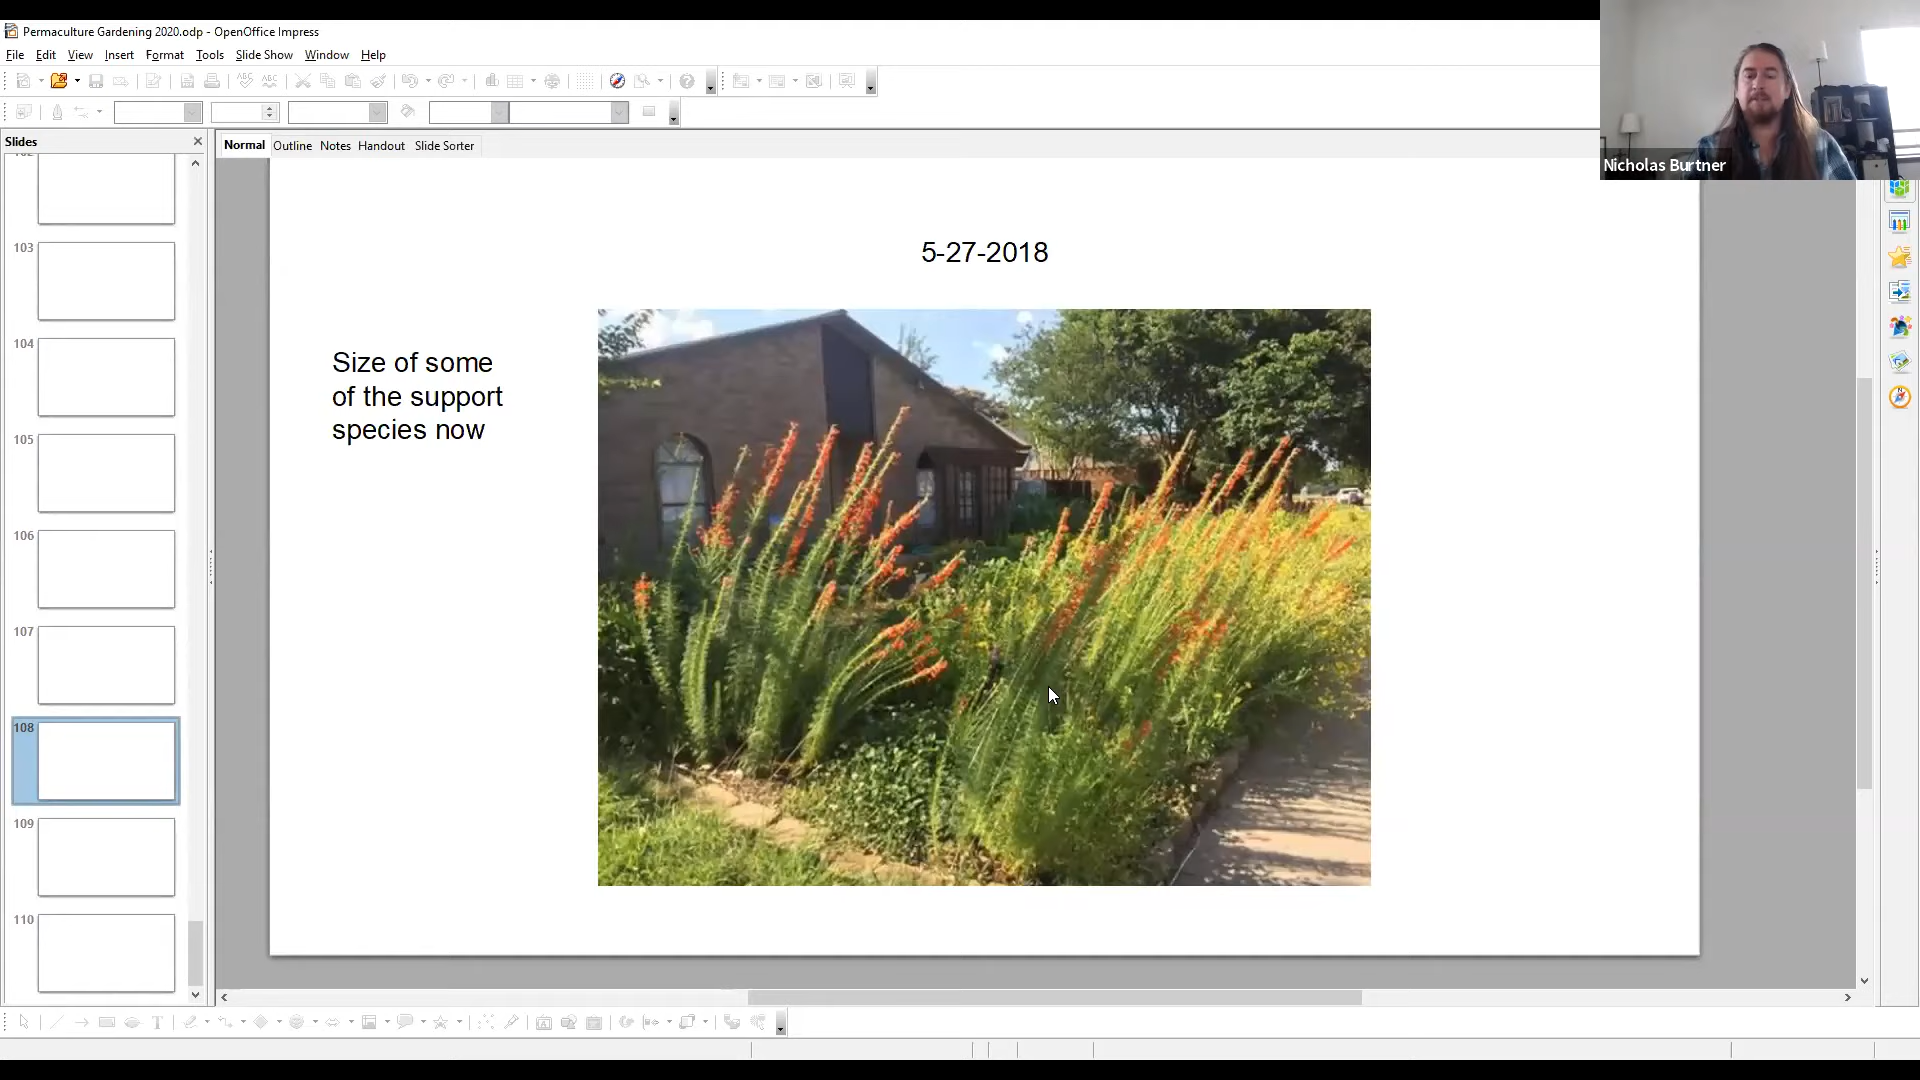 Permaculture Gardening 2020.odp - OpenOffice Impress
File Edit View Insert Format Tools Slide Show Window Help
Nicholas Burtner
Slides
Normal Outline Notes Handout Slide Sorter
103
104
105
106
107
108
109
110
5-27-2018
Size of some
of the support
species now